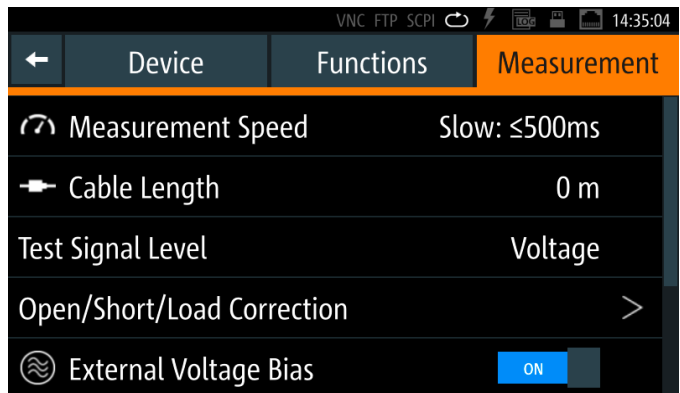 VNC FTP SCPI LOG 14:35:04
Device Functions Measurement
Measurement Speed Slow: ≤500ms
Cable Length 0 m
Test Signal Level Voltage
Open/Short/Load Correction >
External Voltage Bias ON